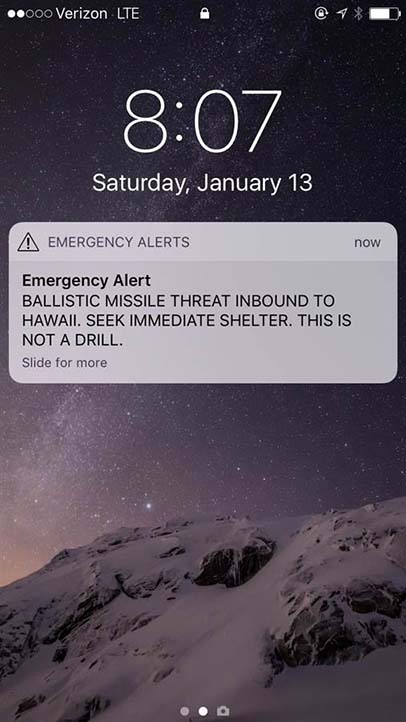 Verizon LTE
8:07
Saturday, January 13
EMERGENCY ALERTS now
Emergency Alert
BALLISTIC MISSILE THREAT INBOUND TO
HAWAII. SEEK IMMEDIATE SHELTER. THIS IS
NOT A DRILL.
Slide for more